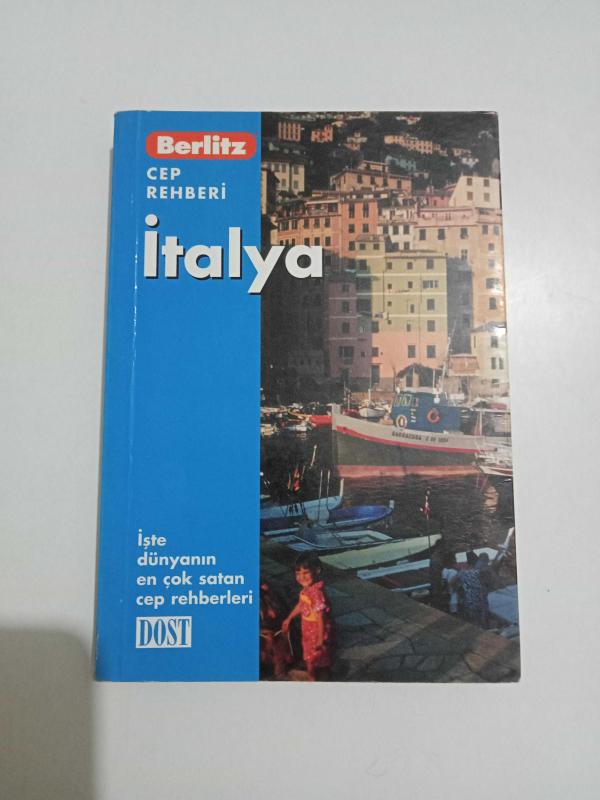 Berlitz
CEP
REHBERİ
İtalya
İşte
dünyanın
en çok satan
cep rehberleri
DOST